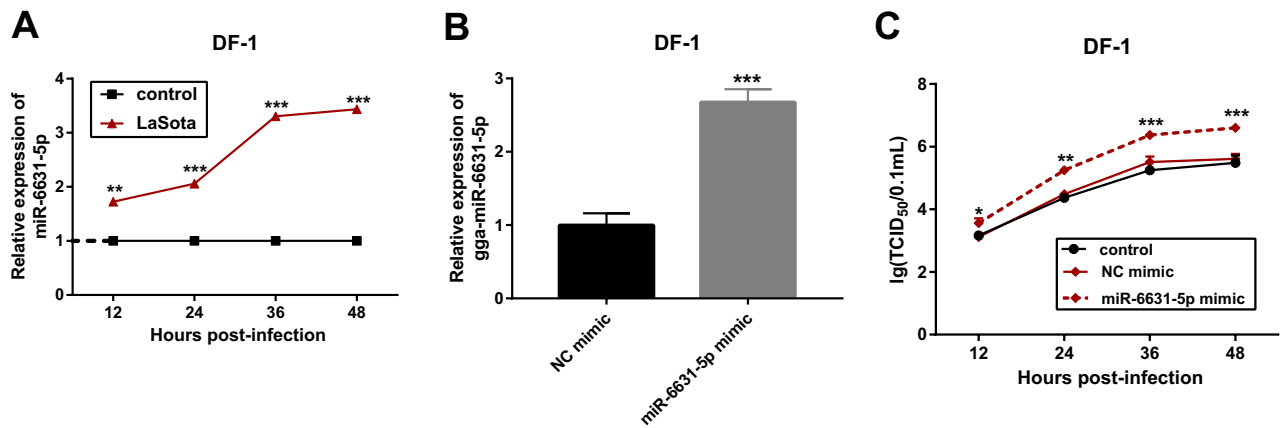 A
DF-1
Relative expression of
miR-6631-5p
4
3
2
1
0
control
LaSota
**
***
***
***
12
24
36
48
Hours post-infection
B
DF-1
Relative expression of
gga-miR-6631-5p
3
2
1
0
***
NC mimic
miR-6631-5p mimic
C
DF-1
lg(TCID50/0.1mL)
8
6
4
2
0
*
**
***
***
control
NC mimic
miR-6631-5p mimic
12
24
36
48
Hours post-infection